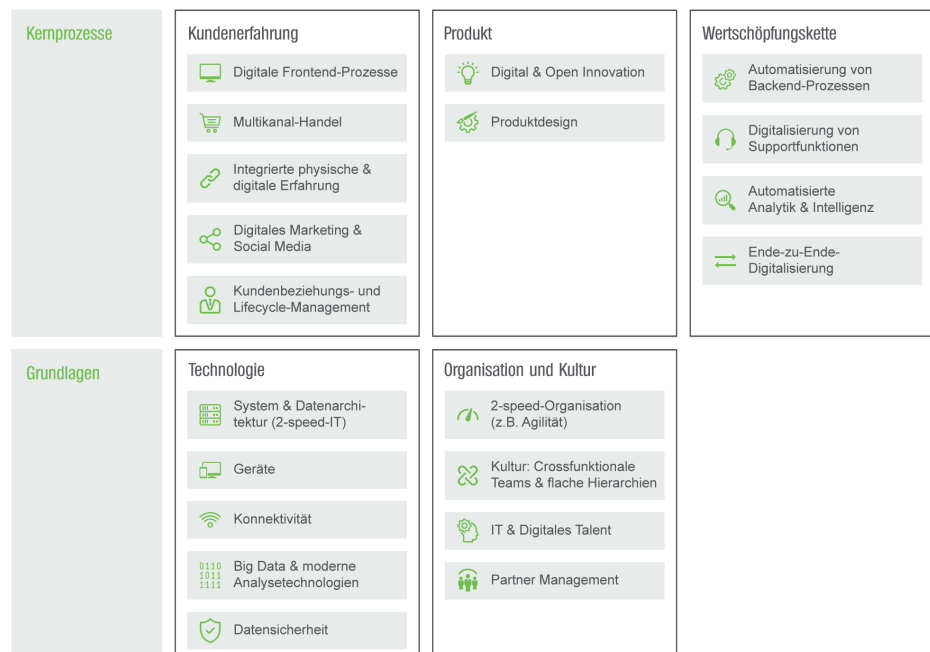 Kernprozesse
Kundenerfahrung
Digitale Frontend-Prozesse
Multikanal-Handel
Integrierte physische &
digitale Erfahrung
Digitales Marketing &
Social Media
Kundenbeziehungs- und
Lifecycle-Management
Produkt
Digital & Open Innovation
Produktdesign
Wertschöpfungskette
Automatisierung von
Backend-Prozessen
Digitalisierung von
Supportfunktionen
Automatisierte
Analytik & Intelligenz
Ende-zu-Ende-
Digitalisierung
Grundlagen
Technologie
System & Datenarchi-
tektur (2-speed-IT)
Geräte
Konnektivität
0110
1011
1111
Big Data & moderne
Analysetechnologien
Datensicherheit
Organisation und Kultur
2-speed-Organisation
(z.B. Agilität)
Kultur: Crossfunktionale
Teams & flache Hierarchien
IT & Digitales Talent
Partner Management